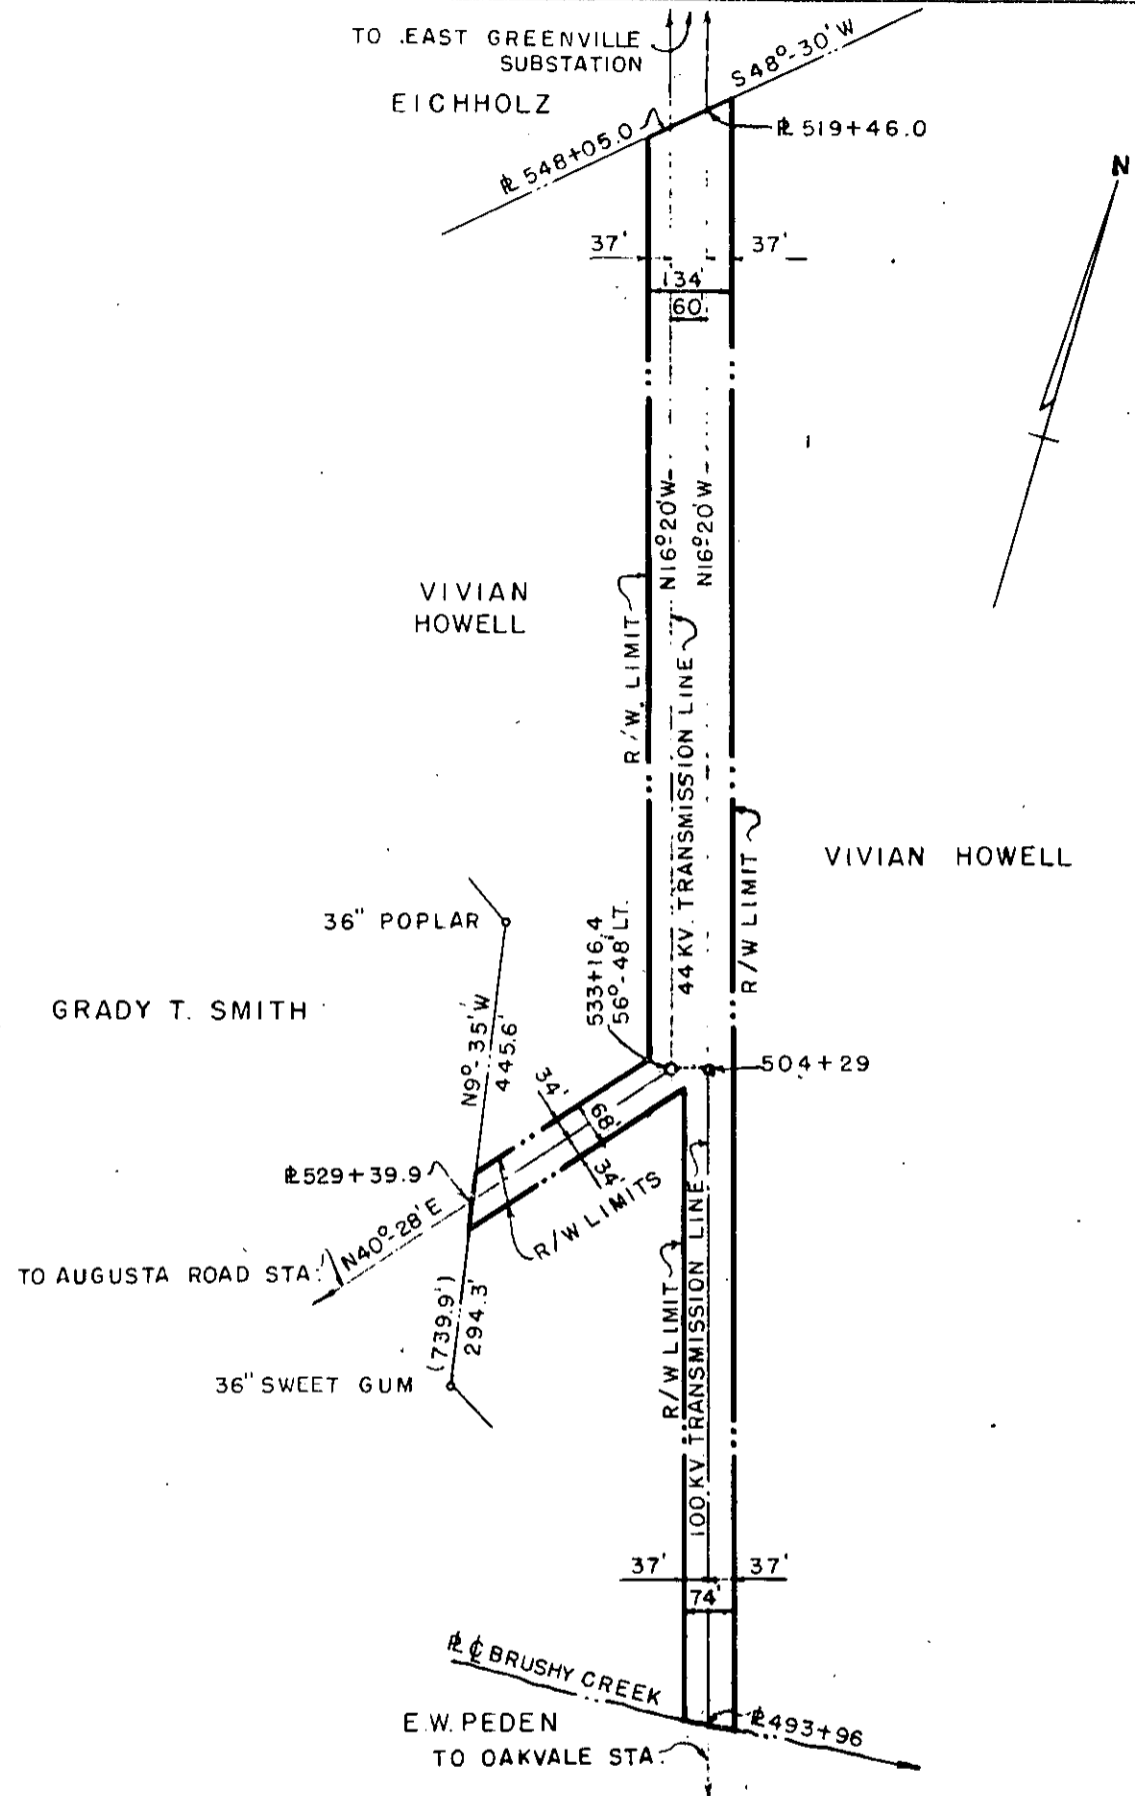 TO EAST GREENVILLE
SUBSTATION
EICHHOLZ
S48°-30'W
℄ 548+05.0
℄ 519+46.0
N
37'
37'
134'
60'
N16°-20'W
N16°-20'W
VIVIAN
HOWELL
R/W. LIMIT
44 KV. TRANSMISSION LINE
R/W LIMIT
VIVIAN HOWELL
36" POPLAR
533+16.4
56°-48' LT.
GRADY T. SMITH
N9°-35'W
445.6'
504+29
34'
68'
34'
℄ 529+39.9
N40°-28'E
R/W LIMITS
TO AUGUSTA ROAD STA.
(739.9')
294.3'
36" SWEET GUM
R/W LIMIT
100 KV. TRANSMISSION LINE
37'
37'
74'
℄ ℄ BRUSHY CREEK
E.W. PEDEN
℄ 493+96
TO OAKVALE STA.